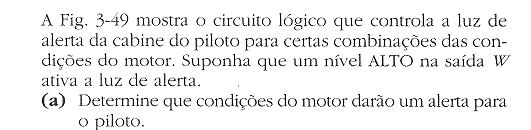 A Fig. 3-49 mostra o circuito lógico que controla a luz de
alerta da cabine do piloto para certas combinações das con-
dições do motor. Suponha que um nível ALTO na saída W
ativa a luz de alerta.
(a) Determine que condições do motor darão um alerta para
o piloto.